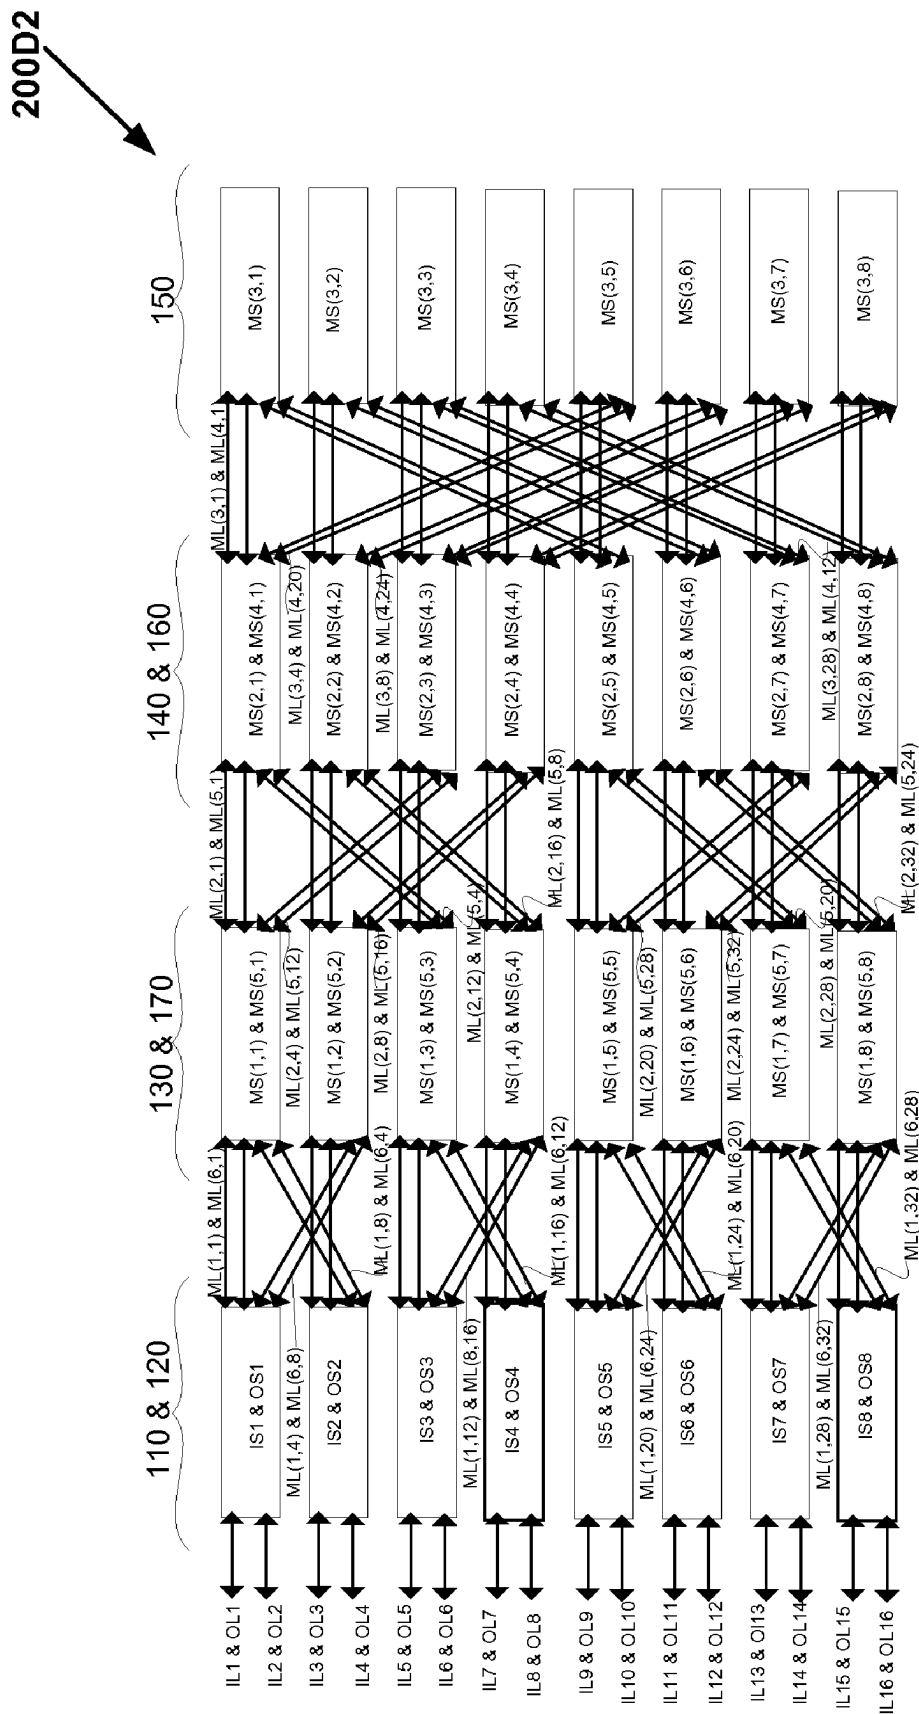 200D2
110 & 120
130 & 170
140 & 160
150
IL1 & OL1
IL2 & OL2
IL3 & OL3
IL4 & OL4
IL5 & OL5
IL6 & OL6
IL7 & OL7
IL8 & OL8
IL9 & OL9
IL10 & OL10
IL11 & OL11
IL12 & OL12
IL13 & Ol13
IL14 & OL14
IL15 & OL15
IL16 & OL16
IS1 & OS1
IS2 & OS2
IS3 & OS3
IS4 & OS4
IS5 & OS5
IS6 & OS6
IS7 & OS7
IS8 & OS8
ML(1,1) & ML(6,1)
ML(1,4) & ML(6,8)
ML(1,8) & ML(6,4)
ML(1,12) & ML(8,16)
ML(1,16) & ML(6,12)
ML(1,20) & ML(6,24)
ML(1,24) & ML(6,20)
ML(1,28) & ML(6,32)
ML(1,32) & ML(6,28)
MS(1,1) & MS(5,1)
MS(1,2) & MS(5,2)
MS(1,3) & MS(5,3)
MS(1,4) & MS(5,4)
MS(1,5) & MS(5,5)
MS(1,6) & MS(5,6)
MS(1,7) & MS(5,7)
MS(1,8) & MS(5,8)
ML(2,1) & ML(5,1)
ML(2,4) & ML(5,12)
ML(2,8) & ML(5,16)
ML(2,12) & ML(5,4)
ML(2,16) & ML(5,8)
ML(2,20) & ML(5,28)
ML(2,24) & ML(5,32)
ML(2,28) & ML(5,20)
ML(2,32) & ML(5,24)
MS(2,1) & MS(4,1)
MS(2,2) & MS(4,2)
MS(2,3) & MS(4,3)
MS(2,4) & MS(4,4)
MS(2,5) & MS(4,5)
MS(2,6) & MS(4,6)
MS(2,7) & MS(4,7)
MS(2,8) & MS(4,8)
ML(3,1) & ML(4,1
ML(3,4) & ML(4,20)
ML(3,8) & ML(4,24)
ML(3,28) & ML(4,12)
MS(3,1)
MS(3,2)
MS(3,3)
MS(3,4)
MS(3,5)
MS(3,6)
MS(3,7)
MS(3,8)